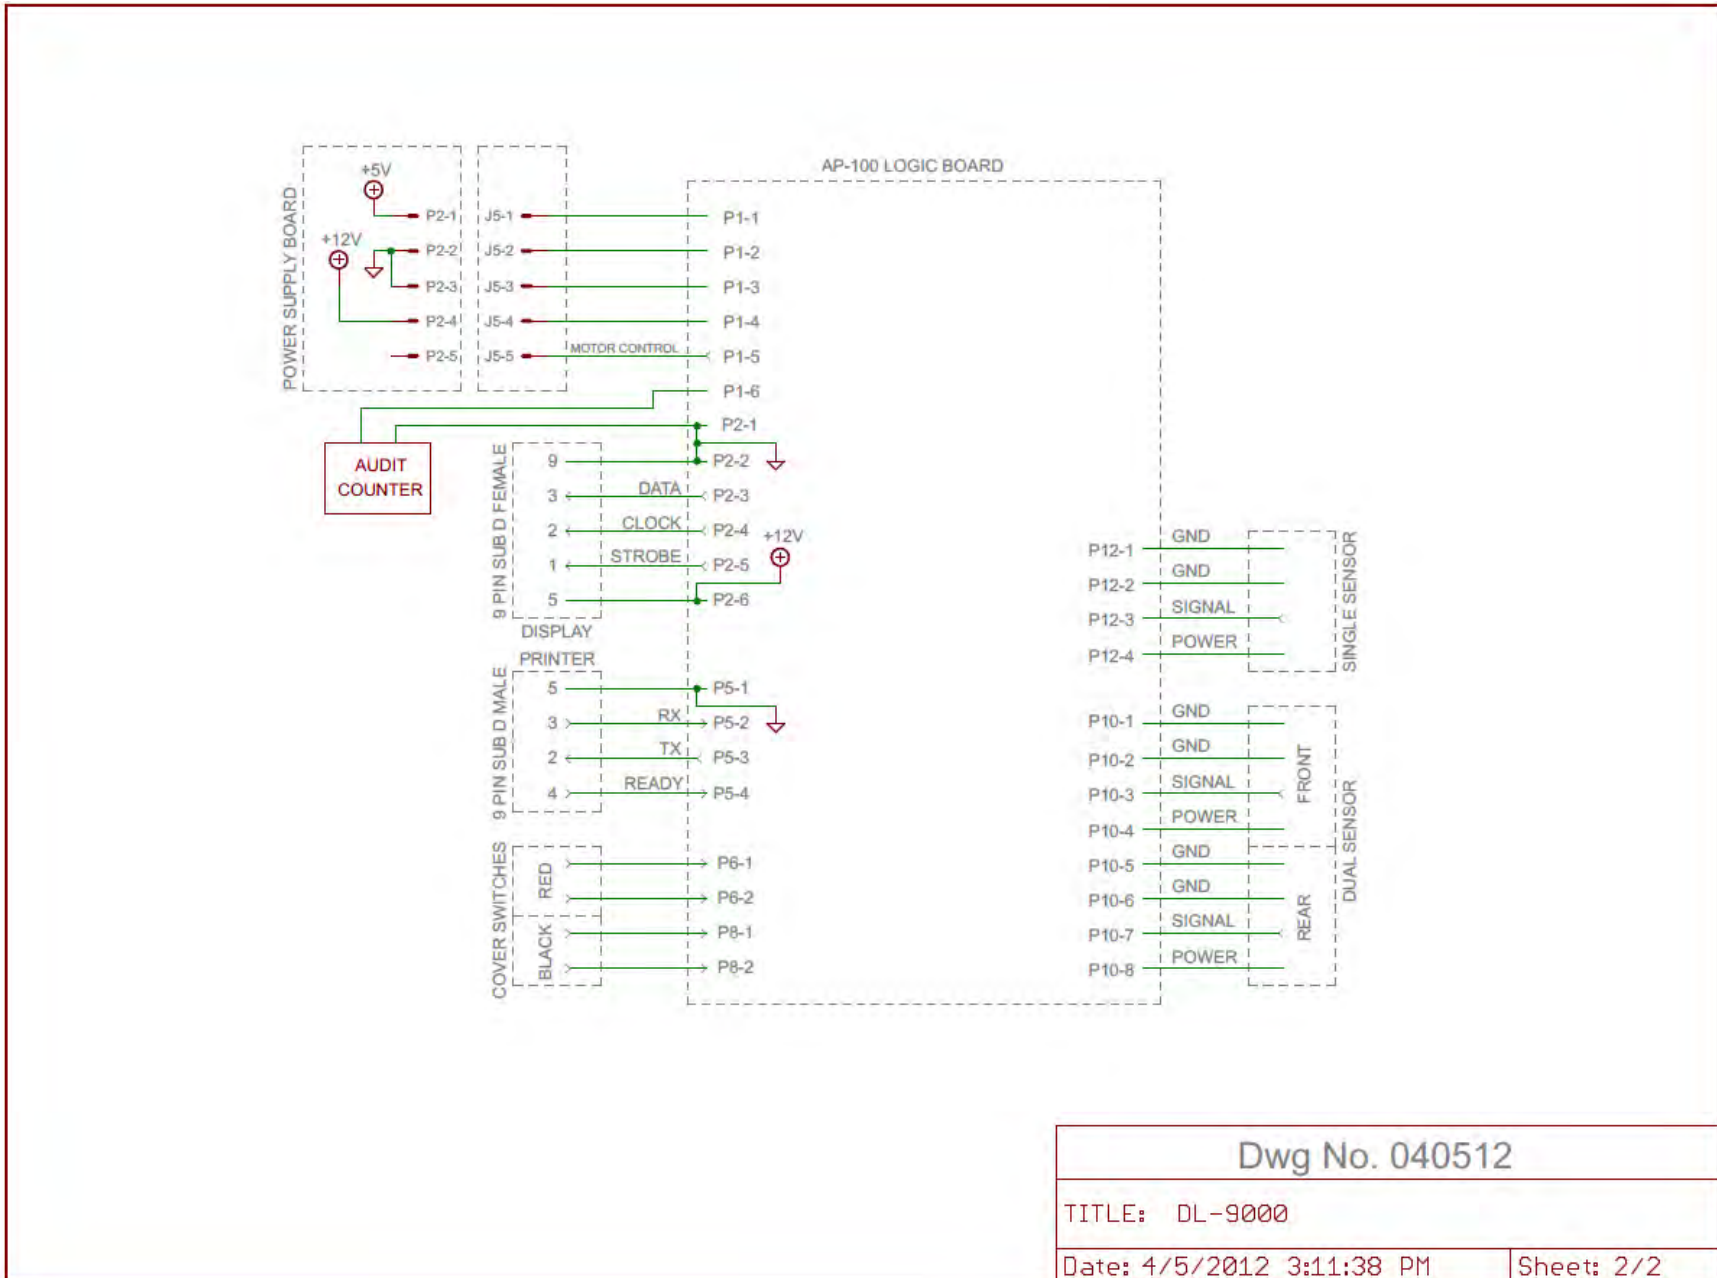 AP-100 LOGIC BOARD
POWER SUPPLY BOARD
+5V
+12V
P2-1 J5-1 P1-1
P2-2 J5-2 P1-2
P2-3 J5-3 P1-3
P2-4 J5-4 P1-4
P2-5 J5-5 MOTOR CONTROL P1-5
P1-6
P2-1
AUDIT
COUNTER
9 PIN SUB D FEMALE
9 P2-2
3 DATA P2-3
2 CLOCK P2-4
+12V
1 STROBE P2-5
5 P2-6
DISPLAY
PRINTER
9 PIN SUB D MALE
5 P5-1
3 RX P5-2
2 TX P5-3
4 READY P5-4
COVER SWITCHES
RED
P6-1
P6-2
BLACK
P8-1
P8-2
P12-1 GND
P12-2 GND
P12-3 SIGNAL
P12-4 POWER
SINGLE SENSOR
P10-1 GND
P10-2 GND
P10-3 SIGNAL
P10-4 POWER
FRONT
P10-5 GND
P10-6 GND
P10-7 SIGNAL
P10-8 POWER
REAR
DUAL SENSOR
Dwg No. 040512
TITLE: DL-9000
Date: 4/5/2012 3:11:38 PM Sheet: 2/2